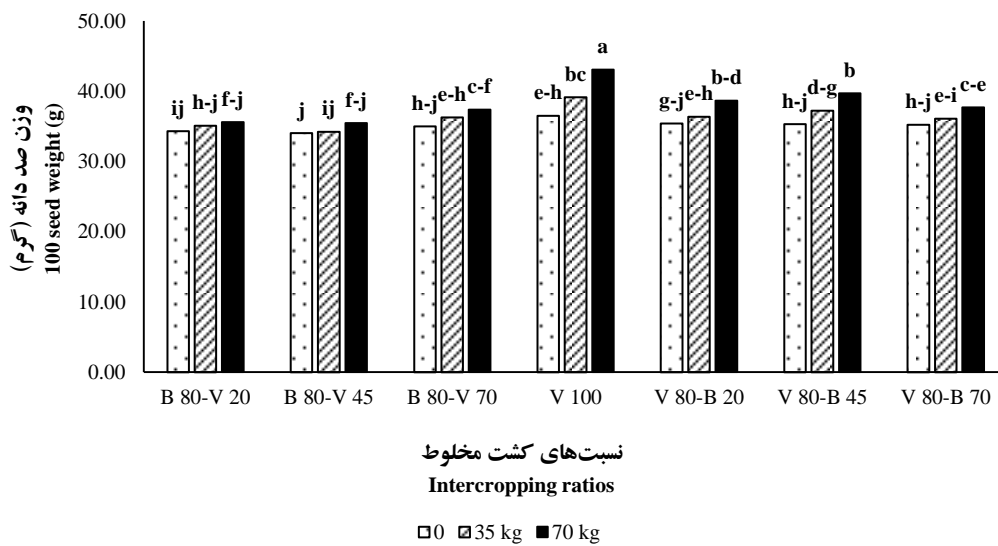 50.00
40.00
30.00
20.00
10.00
0.00
وزن صد دانه (گرم)
100 seed weight (g)
ij h-j f-j j ij f-j h-j e-h c-f e-h bc a g-j e-h b-d h-j d-g b h-j e-i c-e
B 80-V 20 B 80-V 45 B 80-V 70 V 100 V 80-B 20 V 80-B 45 V 80-B 70
نسبت‌های کشت مخلوط
Intercropping ratios
0 35 kg 70 kg